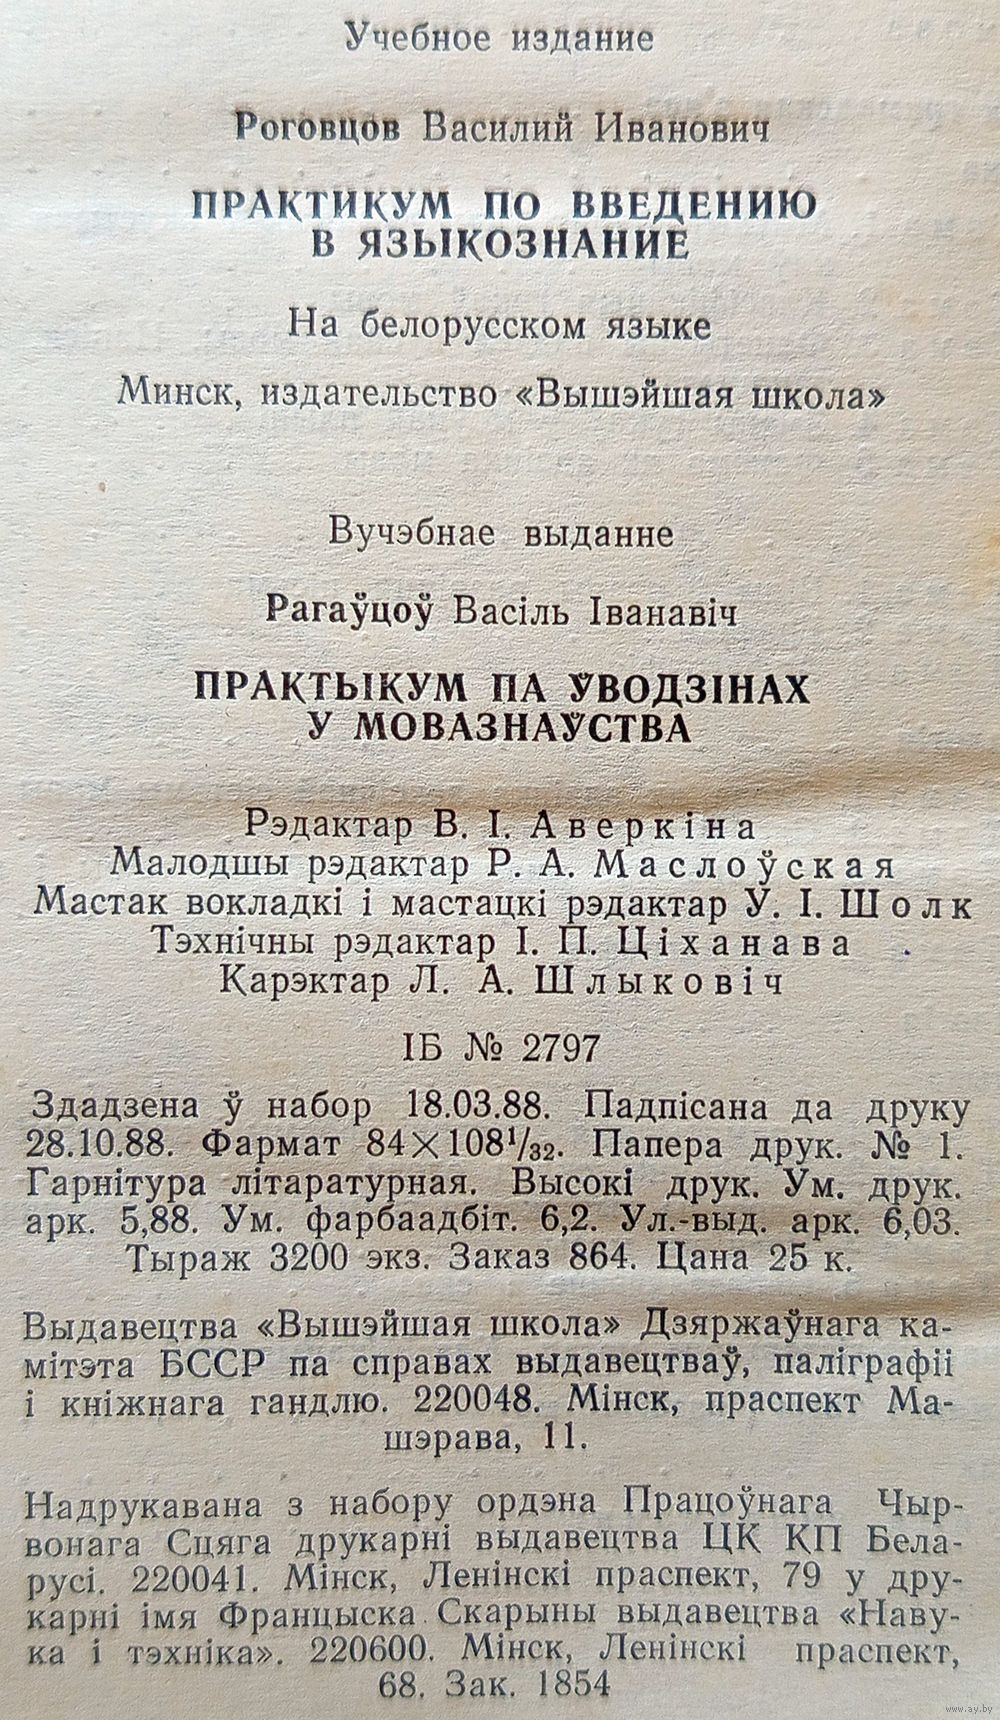 Учебное издание
Роговцов Василий Иванович
ПРАКТИКУМ ПО ВВЕДЕНИЮ
В ЯЗЫКОЗНАНИЕ
На белорусском языке
Минск, издательство «Вышэйшая школа»
Вучэбнае выданне
Рагаўцоў Васіль Іванавіч
ПРАКТЫКУМ ПА ЎВОДЗІНАХ
У МОВАЗНАЎСТВА
Рэдактар В. І. Аверкіна
Малодшы рэдактар Р. А. Маслоўская
Мастак вокладкі і мастацкі рэдактар У. І. Шолк
Тэхнічны рэдактар І. П. Ціханава
Карэктар Л. А. Шлыковіч
ІБ № 2797
Здадзена ў набор 18.03.88. Падпісана да друку
28.10.88. Фармат 84×108¹/₃₂. Папера друк. № 1.
Гарнітура літаратурная. Высокі друк. Ум. друк.
арк. 5,88. Ум. фарбаадбіт. 6,2. Ул.-выд. арк. 6,03.
Тыраж 3200 экз. Заказ 864. Цана 25 к.
Выдавецтва «Вышэйшая школа» Дзяржаўнага ка-
мітэта БССР па справах выдавецтваў, паліграфіі
і кніжнага гандлю. 220048. Мінск, праспект Ма-
шэрава, 11.
Надрукавана з набору ордэна Працоўнага Чыр-
вонага Сцяга друкарні выдавецтва ЦК КП Бела-
русі. 220041. Мінск, Ленінскі праспект, 79 у дру-
карні імя Францыска Скарыны выдавецтва «Наву-
ка і тэхніка». 220600. Мінск, Ленінскі праспект,
68. Зак. 1854
www.ay.by